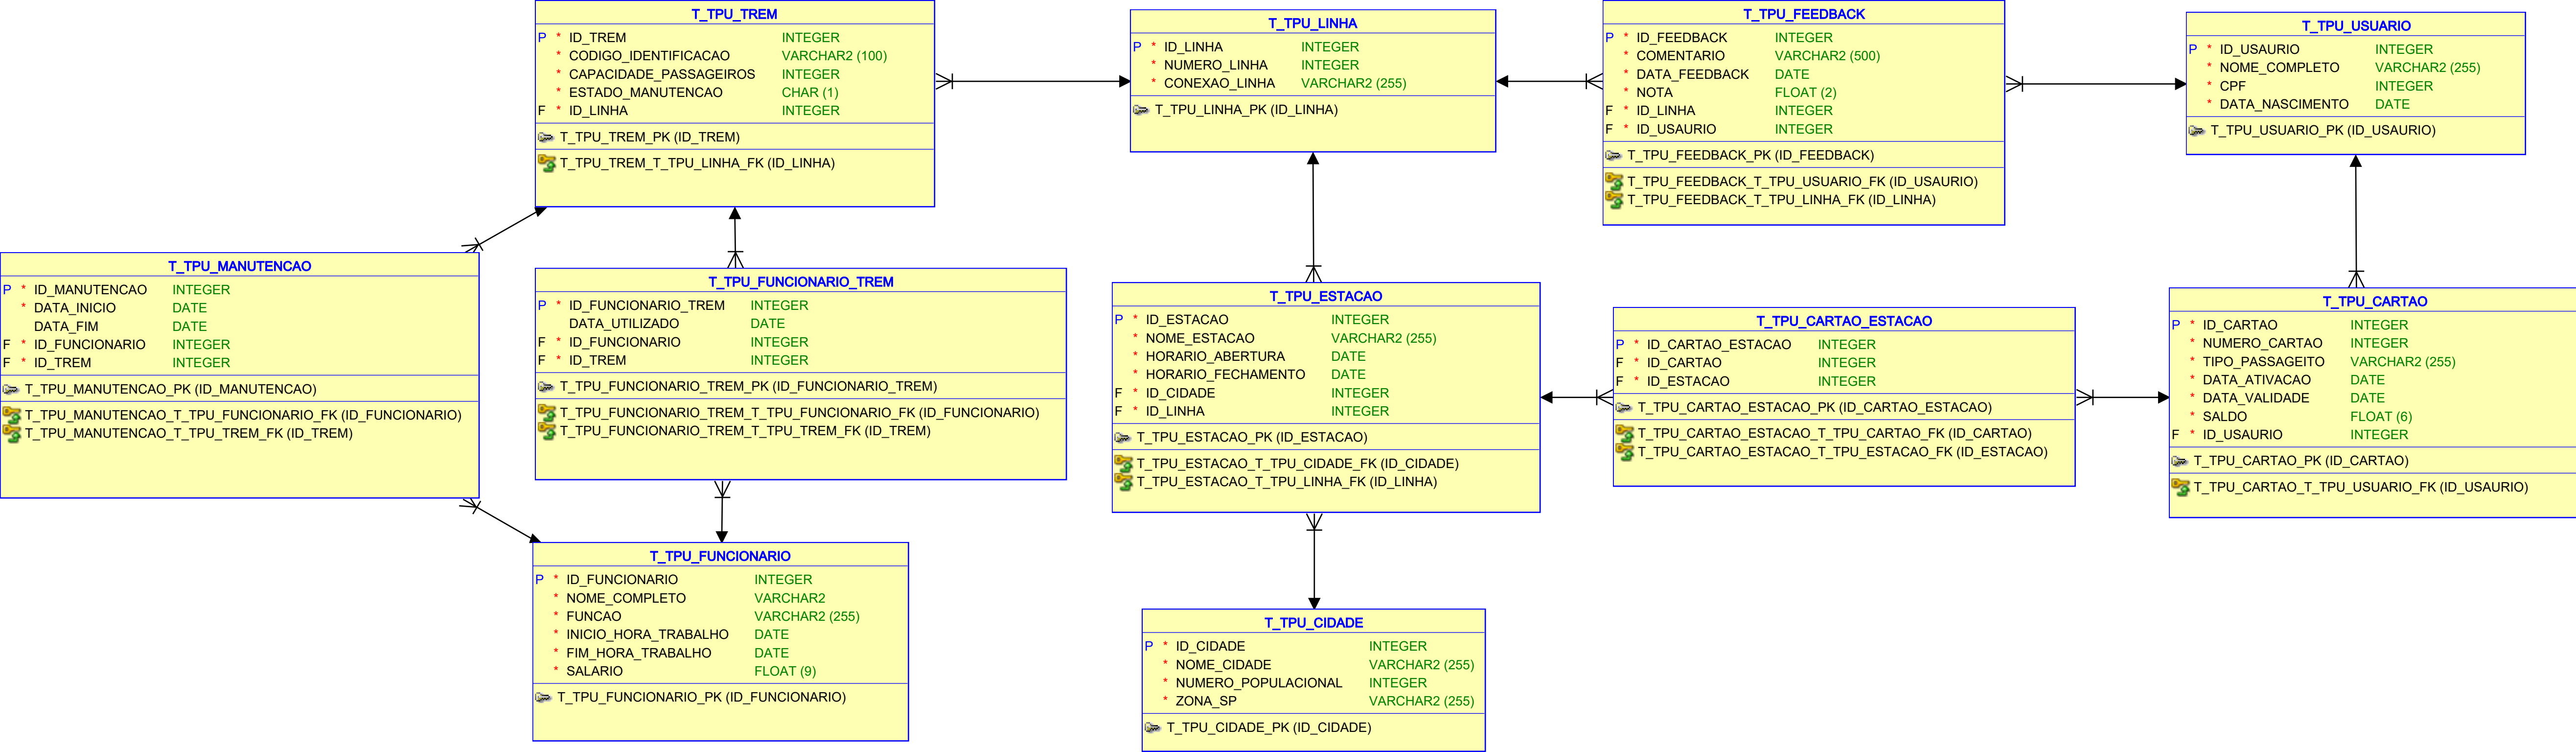 T_TPU_TREM
P * ID_TREM INTEGER
* CODIGO_IDENTIFICACAO VARCHAR2 (100)
* CAPACIDADE_PASSAGEIROS INTEGER
* ESTADO_MANUTENCAO CHAR (1)
F * ID_LINHA INTEGER
T_TPU_TREM_PK (ID_TREM)
T_TPU_TREM_T_TPU_LINHA_FK (ID_LINHA)
T_TPU_LINHA
P * ID_LINHA INTEGER
* NUMERO_LINHA INTEGER
* CONEXAO_LINHA VARCHAR2 (255)
T_TPU_LINHA_PK (ID_LINHA)
T_TPU_FEEDBACK
P * ID_FEEDBACK INTEGER
* COMENTARIO VARCHAR2 (500)
* DATA_FEEDBACK DATE
* NOTA FLOAT (2)
F * ID_LINHA INTEGER
F * ID_USAURIO INTEGER
T_TPU_FEEDBACK_PK (ID_FEEDBACK)
T_TPU_FEEDBACK_T_TPU_USUARIO_FK (ID_USAURIO)
T_TPU_FEEDBACK_T_TPU_LINHA_FK (ID_LINHA)
T_TPU_USUARIO
P * ID_USAURIO INTEGER
* NOME_COMPLETO VARCHAR2 (255)
* CPF INTEGER
* DATA_NASCIMENTO DATE
T_TPU_USUARIO_PK (ID_USAURIO)
T_TPU_MANUTENCAO
P * ID_MANUTENCAO INTEGER
* DATA_INICIO DATE
DATA_FIM DATE
F * ID_FUNCIONARIO INTEGER
F * ID_TREM INTEGER
T_TPU_MANUTENCAO_PK (ID_MANUTENCAO)
T_TPU_MANUTENCAO_T_TPU_FUNCIONARIO_FK (ID_FUNCIONARIO)
T_TPU_MANUTENCAO_T_TPU_TREM_FK (ID_TREM)
T_TPU_FUNCIONARIO_TREM
P * ID_FUNCIONARIO_TREM INTEGER
DATA_UTILIZADO DATE
F * ID_FUNCIONARIO INTEGER
F * ID_TREM INTEGER
T_TPU_FUNCIONARIO_TREM_PK (ID_FUNCIONARIO_TREM)
T_TPU_FUNCIONARIO_TREM_T_TPU_FUNCIONARIO_FK (ID_FUNCIONARIO)
T_TPU_FUNCIONARIO_TREM_T_TPU_TREM_FK (ID_TREM)
T_TPU_ESTACAO
P * ID_ESTACAO INTEGER
* NOME_ESTACAO VARCHAR2 (255)
* HORARIO_ABERTURA DATE
* HORARIO_FECHAMENTO DATE
F * ID_CIDADE INTEGER
F * ID_LINHA INTEGER
T_TPU_ESTACAO_PK (ID_ESTACAO)
T_TPU_ESTACAO_T_TPU_CIDADE_FK (ID_CIDADE)
T_TPU_ESTACAO_T_TPU_LINHA_FK (ID_LINHA)
T_TPU_CARTAO_ESTACAO
P * ID_CARTAO_ESTACAO INTEGER
F * ID_CARTAO INTEGER
F * ID_ESTACAO INTEGER
T_TPU_CARTAO_ESTACAO_PK (ID_CARTAO_ESTACAO)
T_TPU_CARTAO_ESTACAO_T_TPU_CARTAO_FK (ID_CARTAO)
T_TPU_CARTAO_ESTACAO_T_TPU_ESTACAO_FK (ID_ESTACAO)
T_TPU_CARTAO
P * ID_CARTAO INTEGER
* NUMERO_CARTAO INTEGER
* TIPO_PASSAGEITO VARCHAR2 (255)
* DATA_ATIVACAO DATE
* DATA_VALIDADE DATE
* SALDO FLOAT (6)
F * ID_USAURIO INTEGER
T_TPU_CARTAO_PK (ID_CARTAO)
T_TPU_CARTAO_T_TPU_USUARIO_FK (ID_USAURIO)
T_TPU_FUNCIONARIO
P * ID_FUNCIONARIO INTEGER
* NOME_COMPLETO VARCHAR2
* FUNCAO VARCHAR2 (255)
* INICIO_HORA_TRABALHO DATE
* FIM_HORA_TRABALHO DATE
* SALARIO FLOAT (9)
T_TPU_FUNCIONARIO_PK (ID_FUNCIONARIO)
T_TPU_CIDADE
P * ID_CIDADE INTEGER
* NOME_CIDADE VARCHAR2 (255)
* NUMERO_POPULACIONAL INTEGER
* ZONA_SP VARCHAR2 (255)
T_TPU_CIDADE_PK (ID_CIDADE)